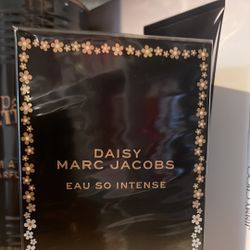 DAISY
MARC JACOBS
EAU SO INTENSE